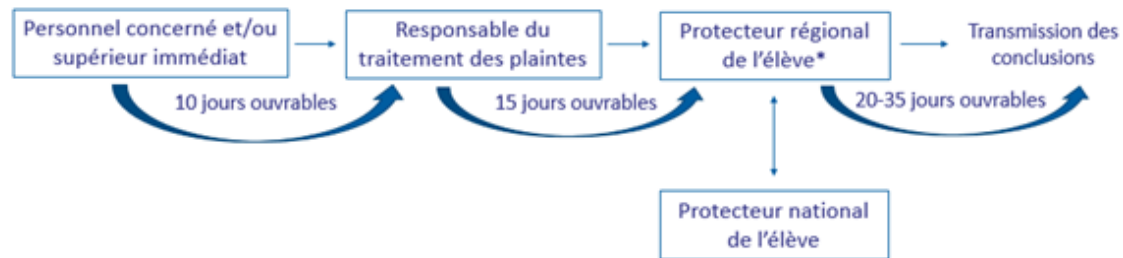 Personnel concerné et/ou
supérieur immédiat
Responsable du
traitement des plaintes
Protecteur régional
de l'élève*
Transmission des
conclusions
10 jours ouvrables
15 jours ouvrables
20-35 jours ouvrables
Protecteur national
de l'élève